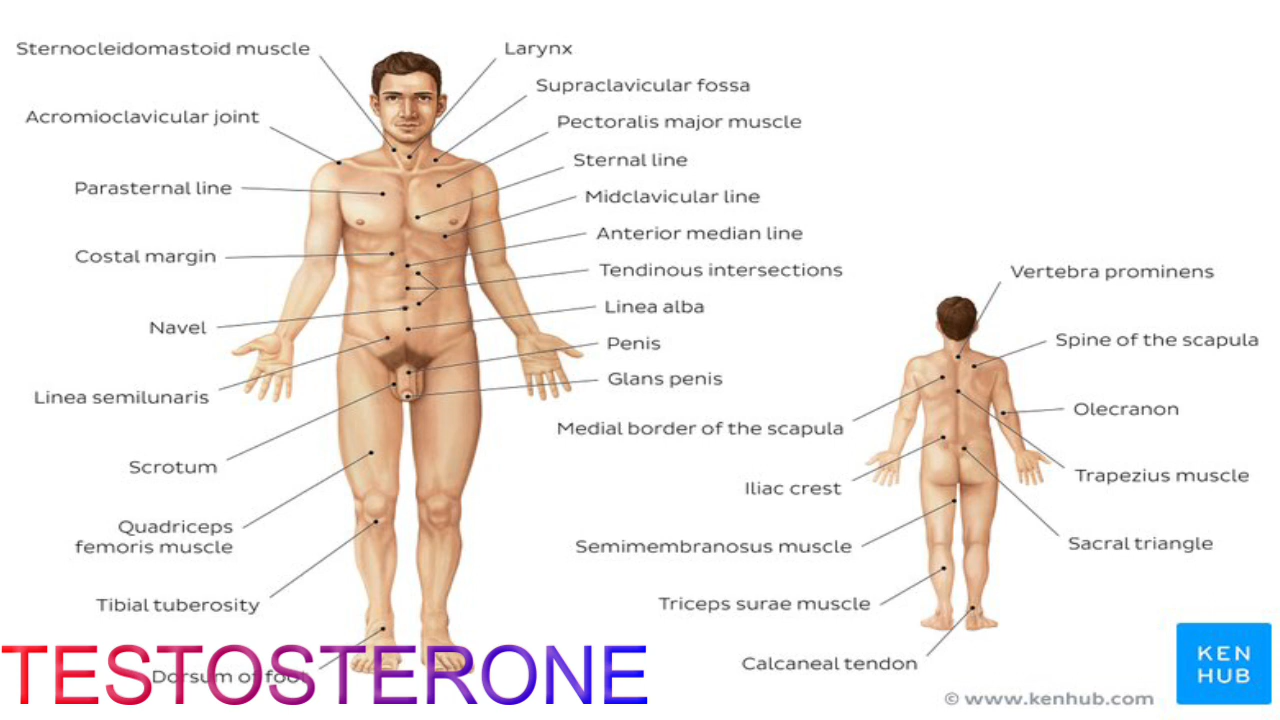 Sternocleidomastoid muscle
Larynx
Supraclavicular fossa
Acromioclavicular joint
Pectoralis major muscle
Sternal line
Parasternal line
Midclavicular line
Anterior median line
Costal margin
Tendinous intersections
Linea alba
Navel
Penis
Glans penis
Linea semilunaris
Scrotum
Quadriceps
femoris muscle
Tibial tuberosity
Dorsum of foot
TESTOSTERONE
Vertebra prominens
Spine of the scapula
Olecranon
Medial border of the scapula
Trapezius muscle
Iliac crest
Sacral triangle
Semimembranosus muscle
Triceps surae muscle
Calcaneal tendon
KEN
HUB
© www.kenhub.com